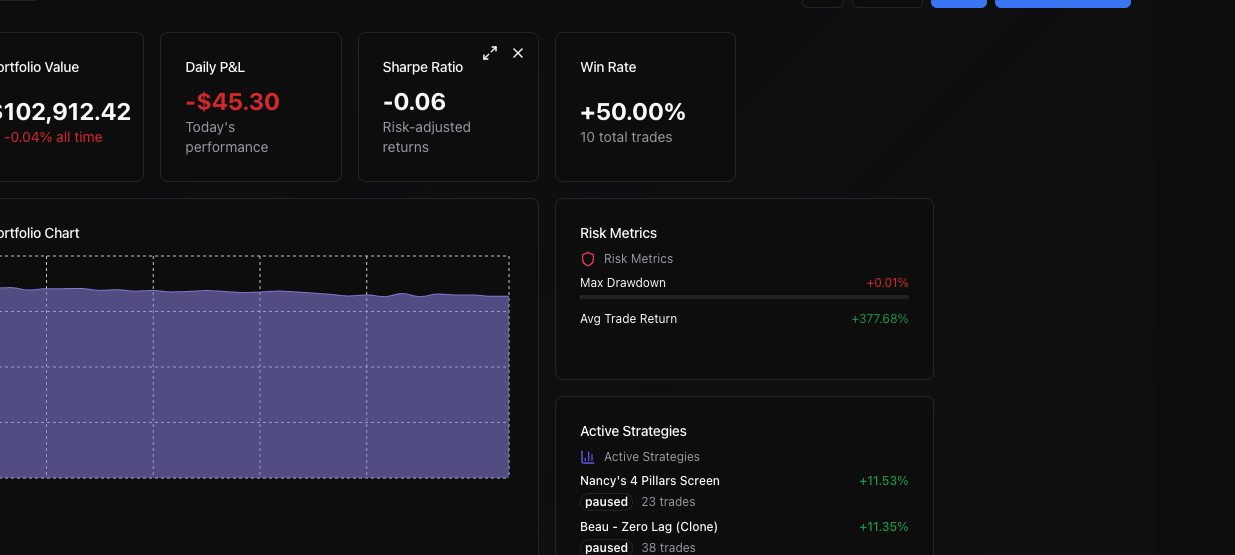 ortfolio Value
$102,912.42
-0.04% all time
Daily P&L
-$45.30
Today's
performance
Sharpe Ratio
-0.06
Risk-adjusted
returns
Win Rate
+50.00%
10 total trades
ortfolio Chart
Risk Metrics
Risk Metrics
Max Drawdown +0.01%
Avg Trade Return +377.68%
Active Strategies
Active Strategies
Nancy's 4 Pillars Screen +11.53%
paused 23 trades
Beau - Zero Lag (Clone) +11.35%
paused 38 trades